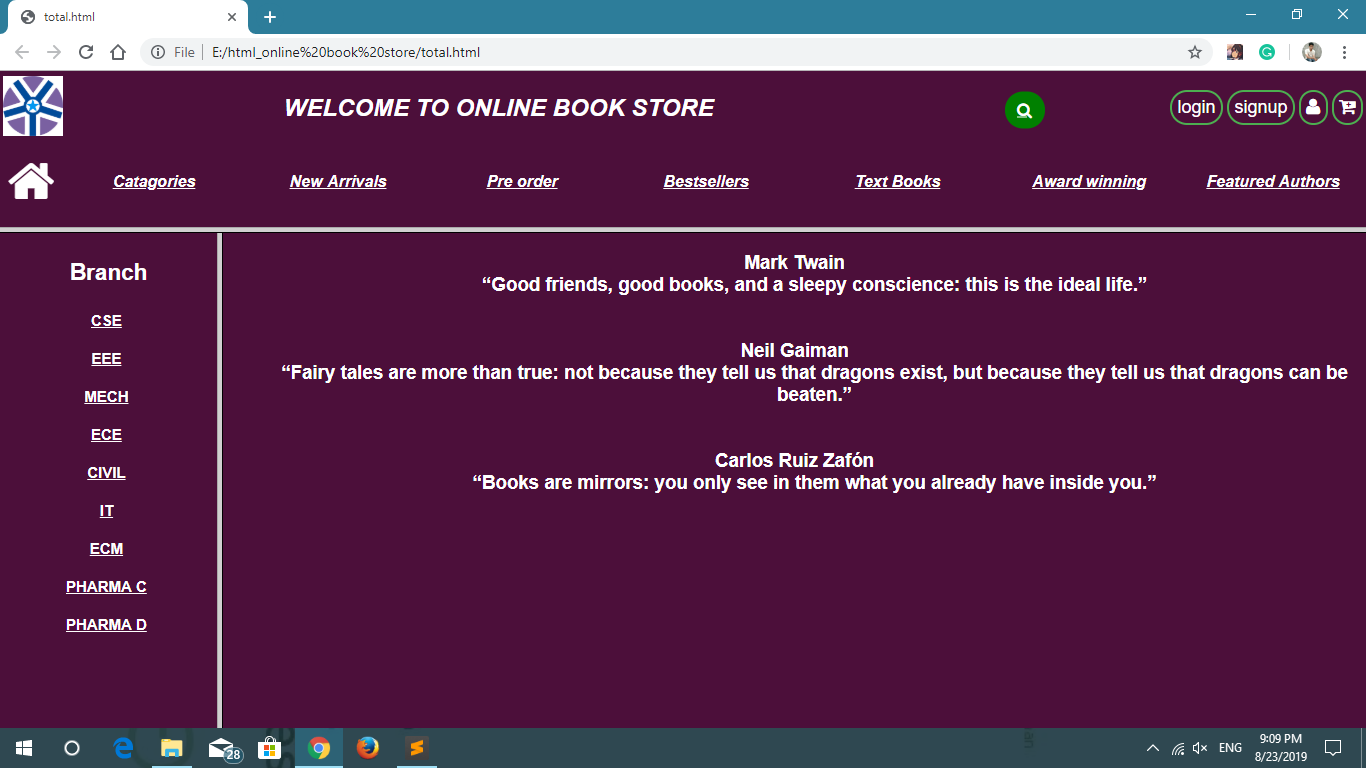 total.html
File
E:/html_online%20book%20store/total.html
WELCOME TO ONLINE BOOK STORE
login
signup
Catagories
New Arrivals
Pre order
Bestsellers
Text Books
Award winning
Featured Authors
Branch
CSE
EEE
MECH
ECE
CIVIL
IT
ECM
PHARMA C
PHARMA D
Mark Twain
“Good friends, good books, and a sleepy conscience: this is the ideal life.”
Neil Gaiman
“Fairy tales are more than true: not because they tell us that dragons exist, but because they tell us that dragons can be
beaten.”
Carlos Ruiz Zafón
“Books are mirrors: you only see in them what you already have inside you.”
28
ENG
9:09 PM
8/23/2019